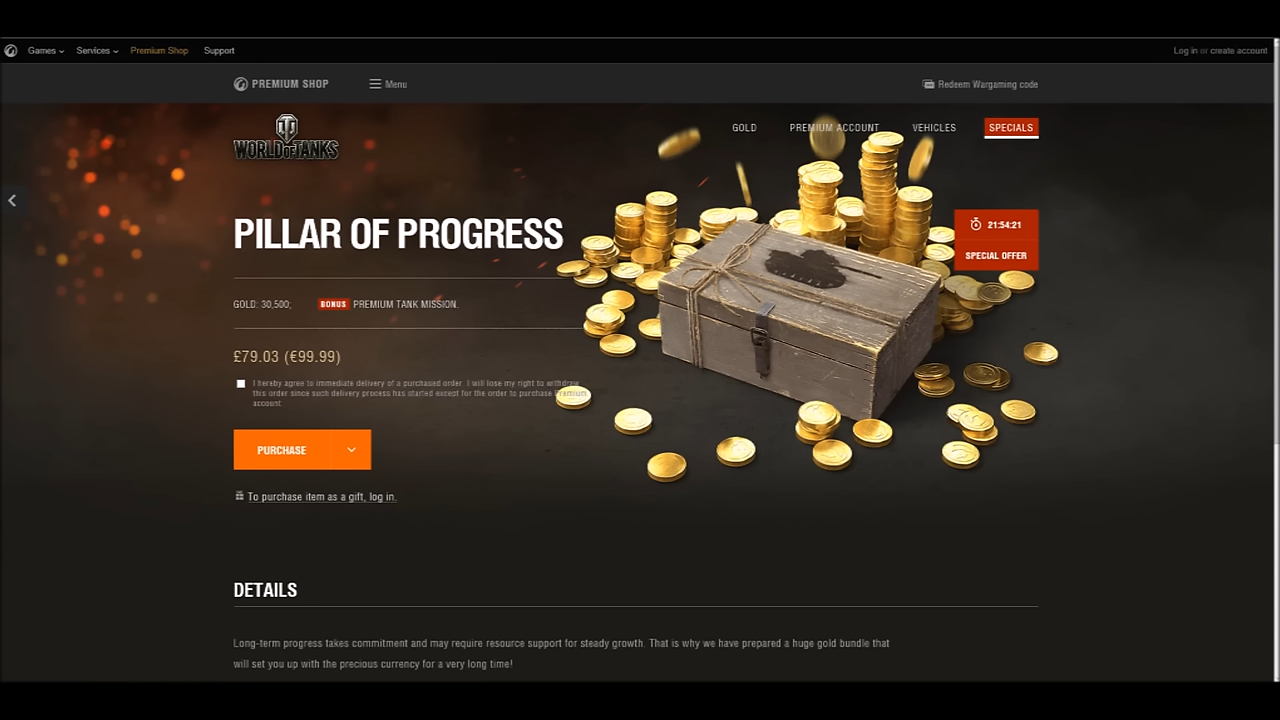 Games Services Premium Shop Support Log in or create account
PREMIUM SHOP Menu Redeem Wargaming code
GOLD PREMIUM ACCOUNT VEHICLES SPECIALS
WORLD OF TANKS
PILLAR OF PROGRESS
21:54:21
SPECIAL OFFER
GOLD: 30,500; BONUS PREMIUM TANK MISSION.
£79.03 (€99.99)
I hereby agree to immediate delivery of a purchased order. I will lose my right to withdraw
this order since such delivery process has started except for the order to purchase Premium
account.
PURCHASE
To purchase item as a gift, log in.
DETAILS
Long-term progress takes commitment and may require resource support for steady growth. That is why we have prepared a huge gold bundle that
will set you up with the precious currency for a very long time!